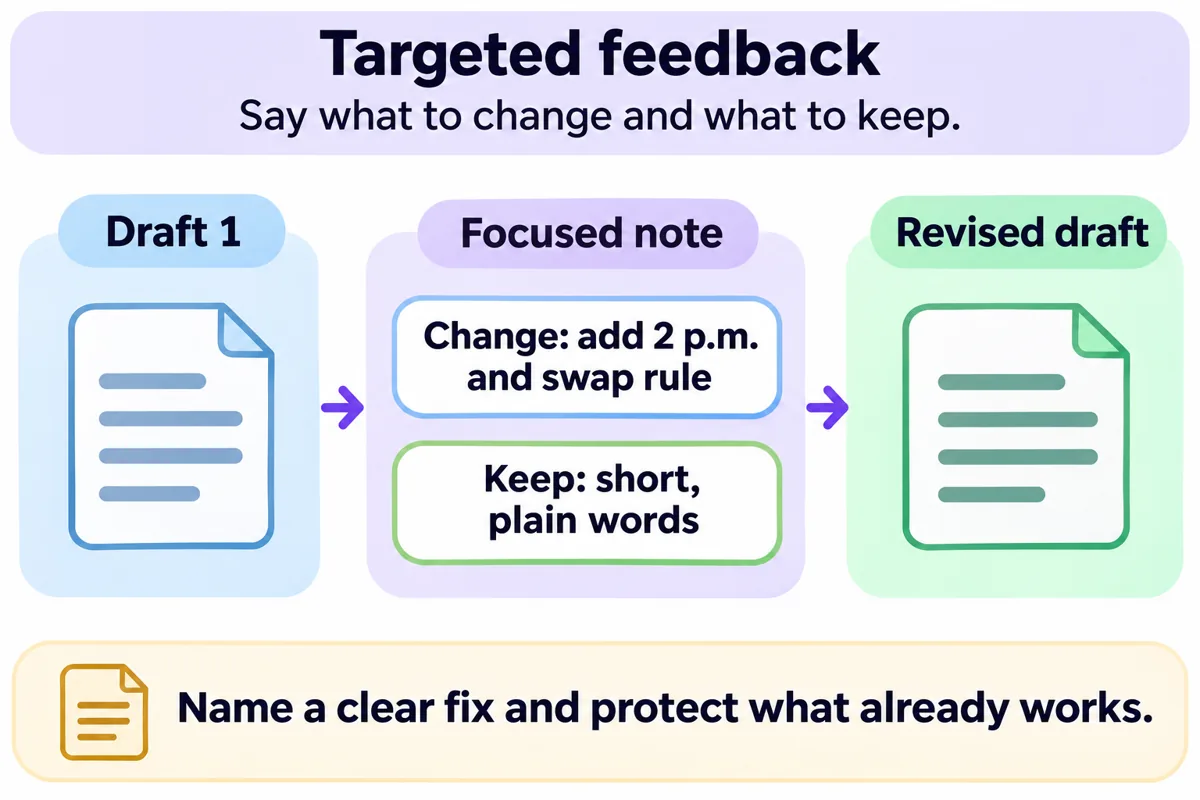 Targeted feedback
Say what to change and what to keep.
Draft 1
Focused note
Change: add 2 p.m.
and swap rule
Keep: short,
plain words
Revised draft
Name a clear fix and protect what already works.